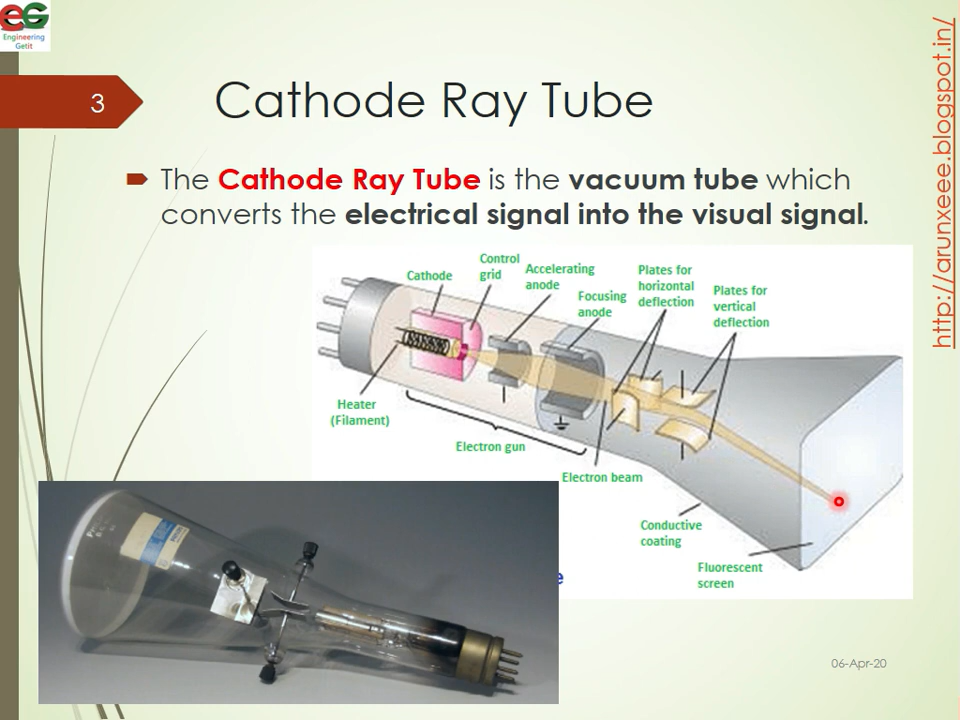 EG
Engineering
Getit
3
Cathode Ray Tube
The Cathode Ray Tube is the vacuum tube which
converts the electrical signal into the visual signal.
http://arunxeee.blogspot.in/
Cathode
Control
grid
Accelerating
anode
Focusing
anode
Plates for
horizontal
deflection
Plates for
vertical
deflection
Heater
(Filament)
Electron gun
Electron beam
Conductive
coating
Fluorescent
screen
e
06-Apr-20